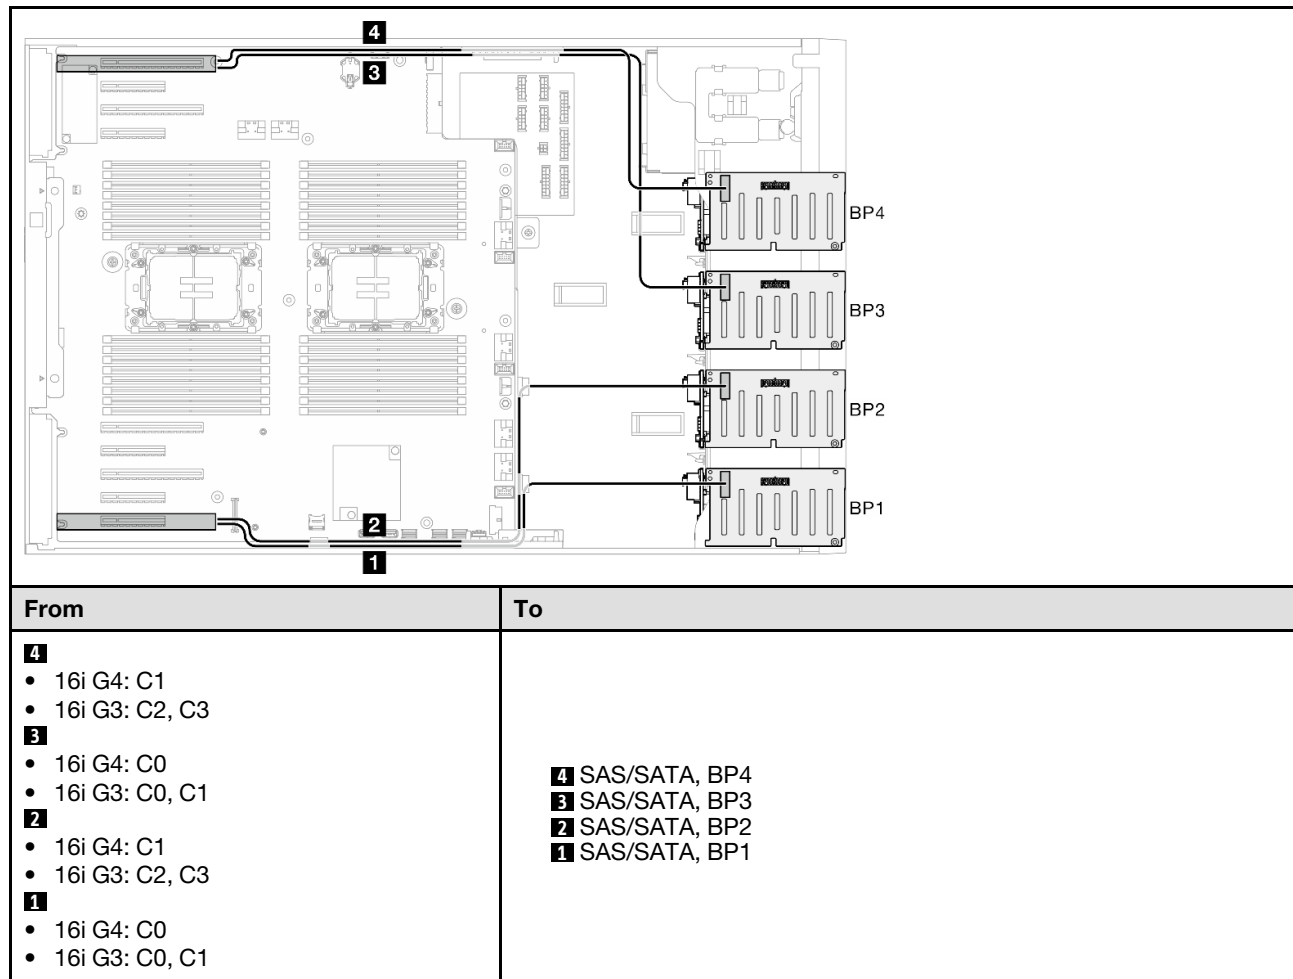 4
3
BP4
BP3
BP2
BP1
2
1
From
To
4
• 16i G4: C1
• 16i G3: C2, C3
3
• 16i G4: C0
• 16i G3: C0, C1
2
• 16i G4: C1
• 16i G3: C2, C3
1
• 16i G4: C0
• 16i G3: C0, C1
4 SAS/SATA, BP4
3 SAS/SATA, BP3
2 SAS/SATA, BP2
1 SAS/SATA, BP1